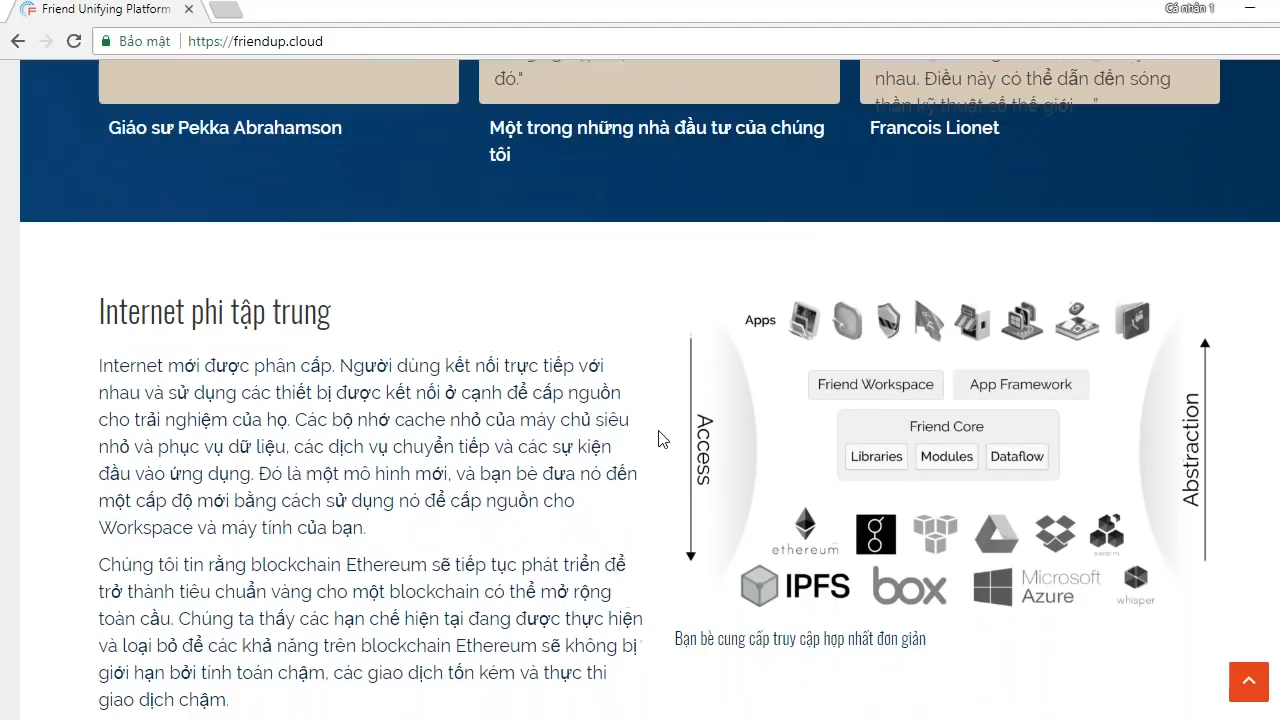 Friend Unifying Platform
Cá nhân 1
Bảo mật
https://friendup.cloud
đó."
nhau. Điều này có thể dẫn đến sóng
thần kỹ thuật số thế giới ..."
Giáo sư Pekka Abrahamson
Một trong những nhà đầu tư của chúng
tôi
Francois Lionet
Internet phi tập trung
Internet mới được phân cấp. Người dùng kết nối trực tiếp với
nhau và sử dụng các thiết bị được kết nối ở cạnh để cấp nguồn
cho trải nghiệm của họ. Các bộ nhớ cache nhỏ của máy chủ siêu
nhỏ và phục vụ dữ liệu, các dịch vụ chuyển tiếp và các sự kiện
đầu vào ứng dụng. Đó là một mô hình mới, và bạn bè đưa nó đến
một cấp độ mới bằng cách sử dụng nó để cấp nguồn cho
Workspace và máy tính của bạn.
Chúng tôi tin rằng blockchain Ethereum sẽ tiếp tục phát triển để
trở thành tiêu chuẩn vàng cho một blockchain có thể mở rộng
toàn cầu. Chúng ta thấy các hạn chế hiện tại đang được thực hiện
và loại bỏ để các khả năng trên blockchain Ethereum sẽ không bị
giới hạn bởi tính toán chậm, các giao dịch tốn kém và thực thi
giao dịch chậm.
Apps
Access
Friend Workspace
App Framework
Friend Core
Libraries
Modules
Dataflow
Abstraction
ethereum
swarm
IPFS
box
Microsoft
Azure
whisper
Bạn bè cung cấp truy cập hợp nhất đơn giản